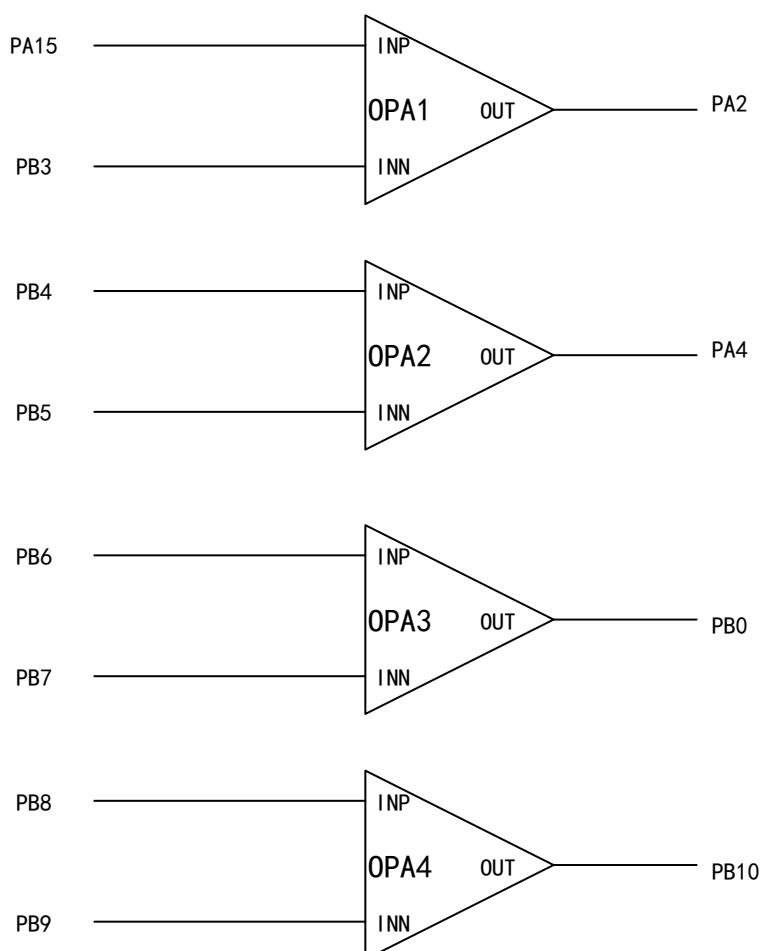 PA15
INP
OPA1
OUT
PA2
PB3
INN
PB4
INP
OPA2
OUT
PA4
PB5
INN
PB6
INP
OPA3
OUT
PB0
PB7
INN
PB8
INP
OPA4
OUT
PB10
PB9
INN